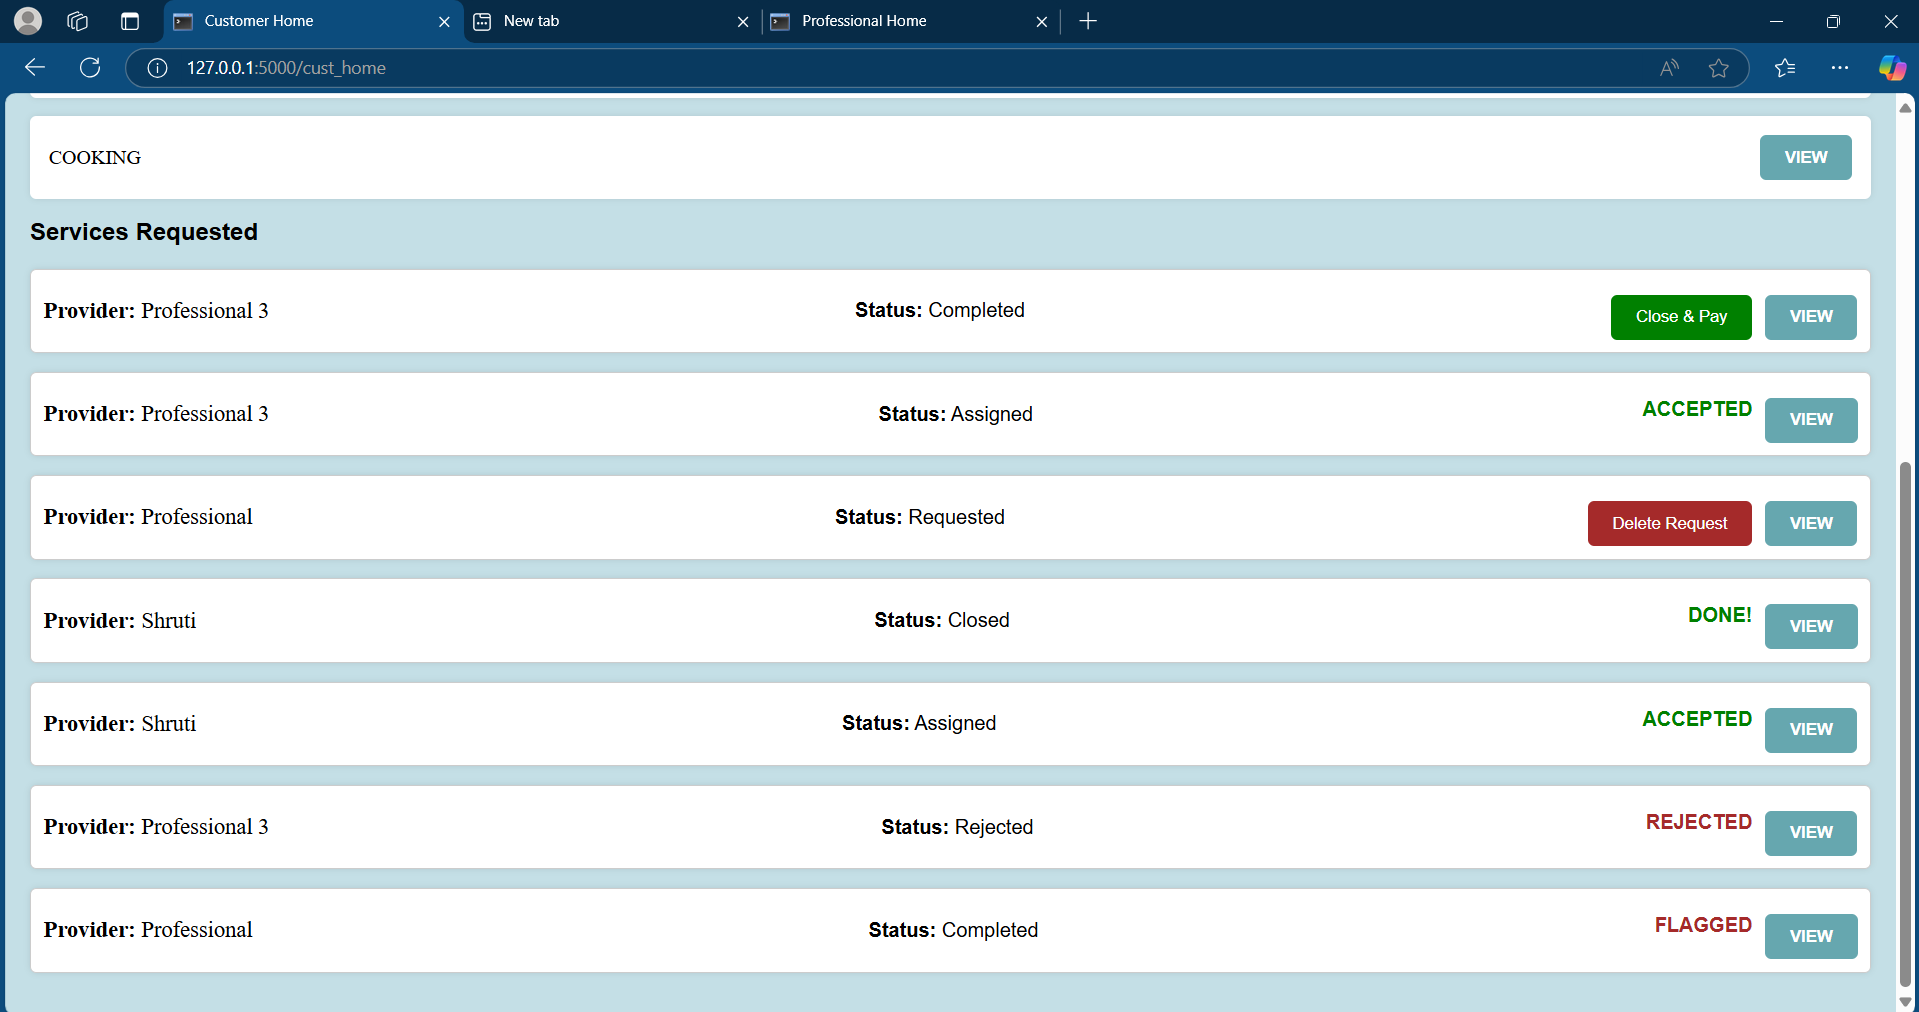 Customer Home New tab Professional Home
127.0.0.1:5000/cust_home
COOKING VIEW
Services Requested
Provider: Professional 3 Status: Completed Close & Pay VIEW
Provider: Professional 3 Status: Assigned ACCEPTED VIEW
Provider: Professional Status: Requested Delete Request VIEW
Provider: Shruti Status: Closed DONE! VIEW
Provider: Shruti Status: Assigned ACCEPTED VIEW
Provider: Professional 3 Status: Rejected REJECTED VIEW
Provider: Professional Status: Completed FLAGGED VIEW